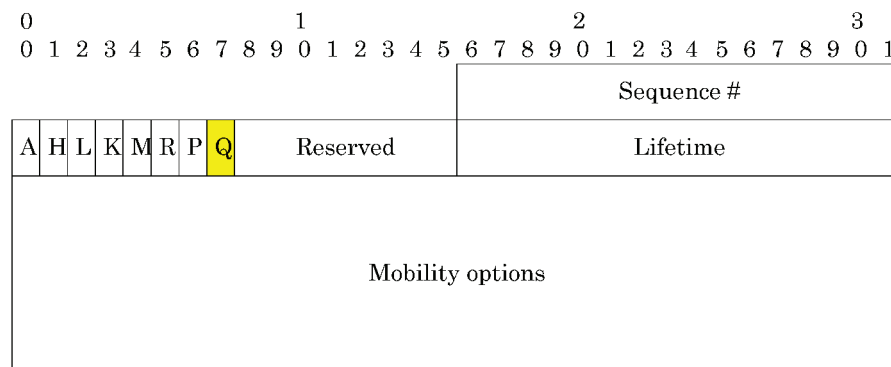 0 1 2 3
0 1 2 3 4 5 6 7 8 9 0 1 2 3 4 5 6 7 8 9 0 1 2 3 4 5 6 7 8 9 0 1
Sequence #
A H L K M R P Q Reserved Lifetime
Mobility options